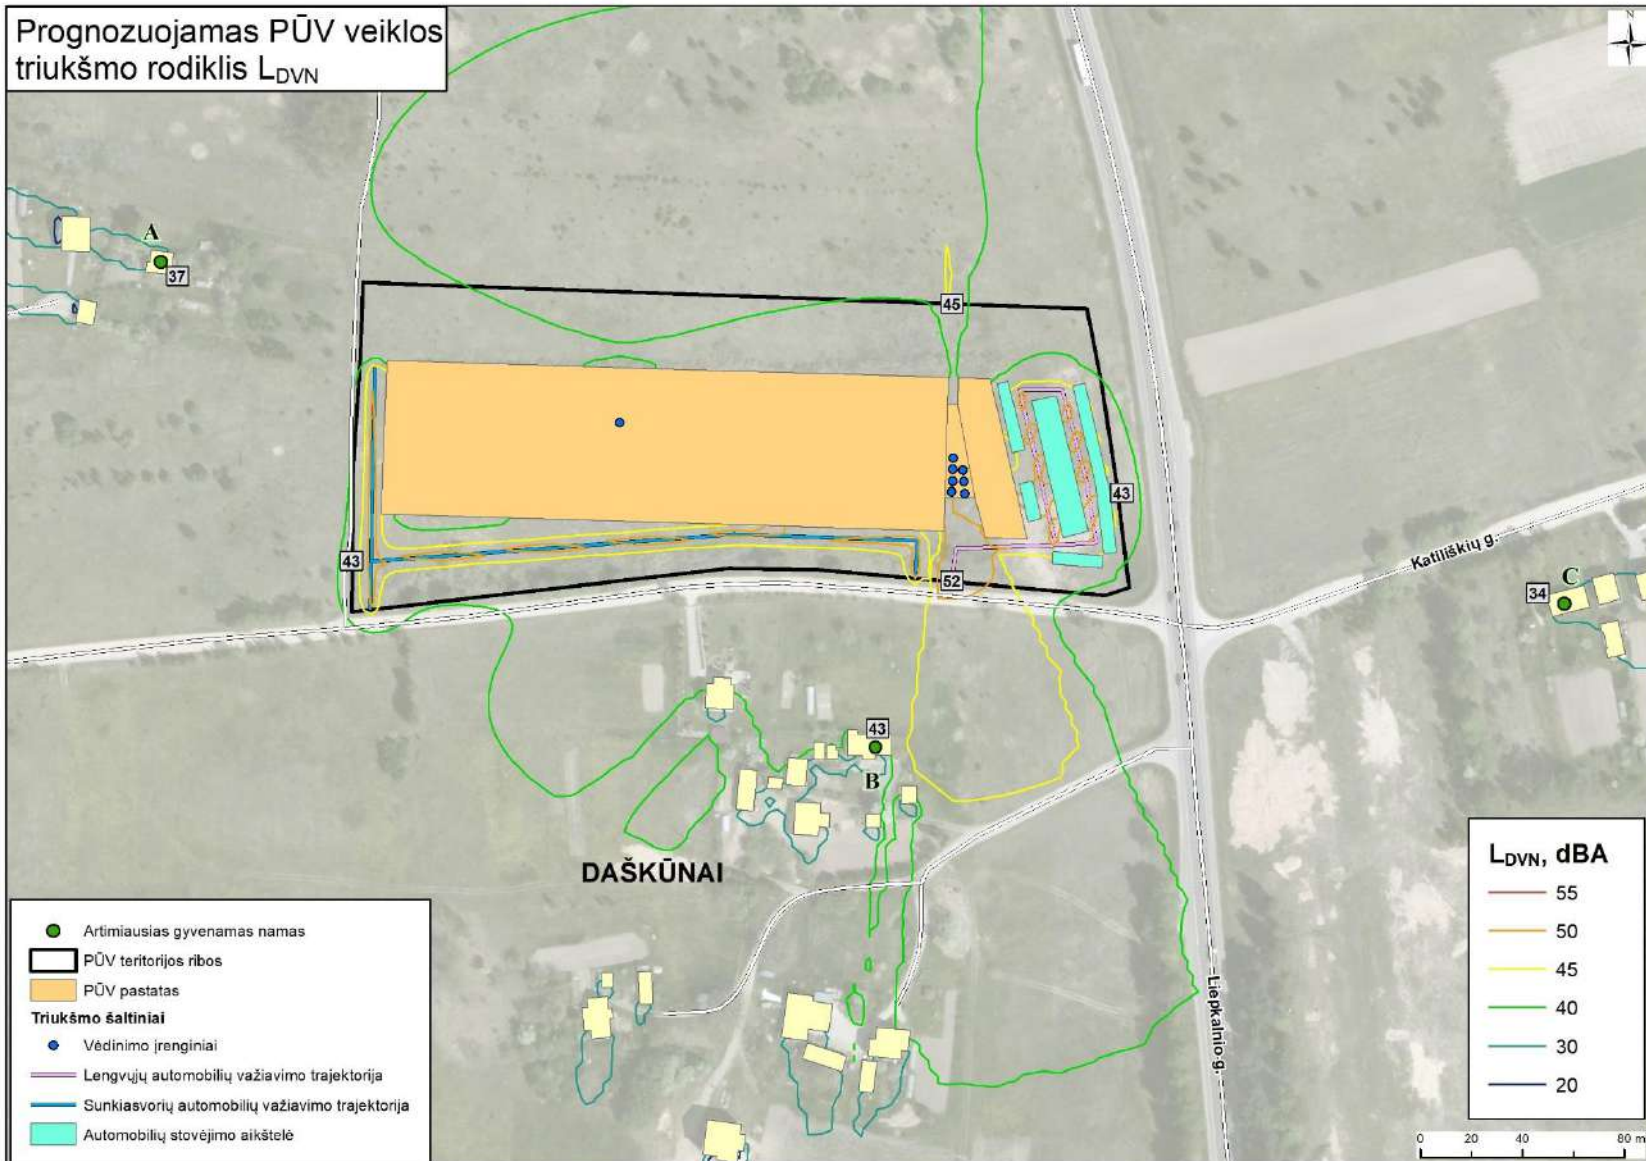 Prognozuojamas PŪV veiklos
triukšmo rodiklis LDVN
N
A
37
45
43
43
52
Katiliškių g.
34
C
43
B
DAŠKŪNAI
Liepkalnio g.
Artimiausias gyvenamas namas
PŪV teritorijos ribos
PŪV pastatas
Triukšmo šaltiniai
Vėdinimo įrenginiai
Lengvųjų automobilių važiavimo trajektorija
Sunkiasvorių automobilių važiavimo trajektorija
Automobilių stovėjimo aikštelė
LDVN, dBA
55
50
45
40
30
20
0 20 40 80 m